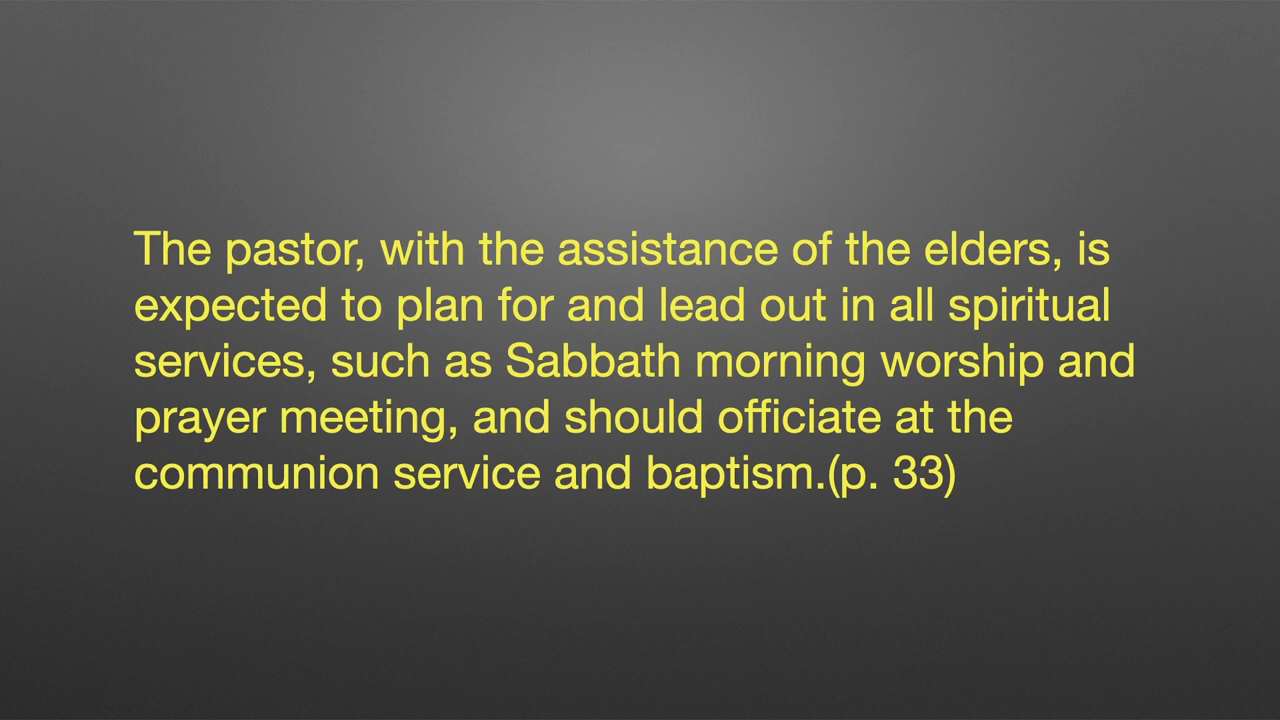 The pastor, with the assistance of the elders, is
expected to plan for and lead out in all spiritual
services, such as Sabbath morning worship and
prayer meeting, and should officiate at the
communion service and baptism.(p. 33)